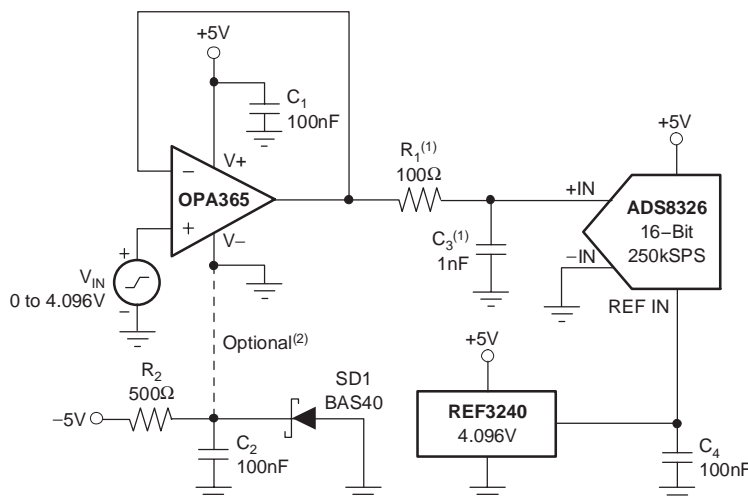 +5V
C1
100nF
V+
−
OPA365
+
V−
+
VIN
0 to 4.096V
−
R1(1)
100Ω
C3(1)
1nF
+5V
+IN
ADS8326
16−Bit
250kSPS
−IN
REF IN
Optional(2)
R2
500Ω
−5V
C2
100nF
SD1
BAS40
+5V
REF3240
4.096V
C4
100nF